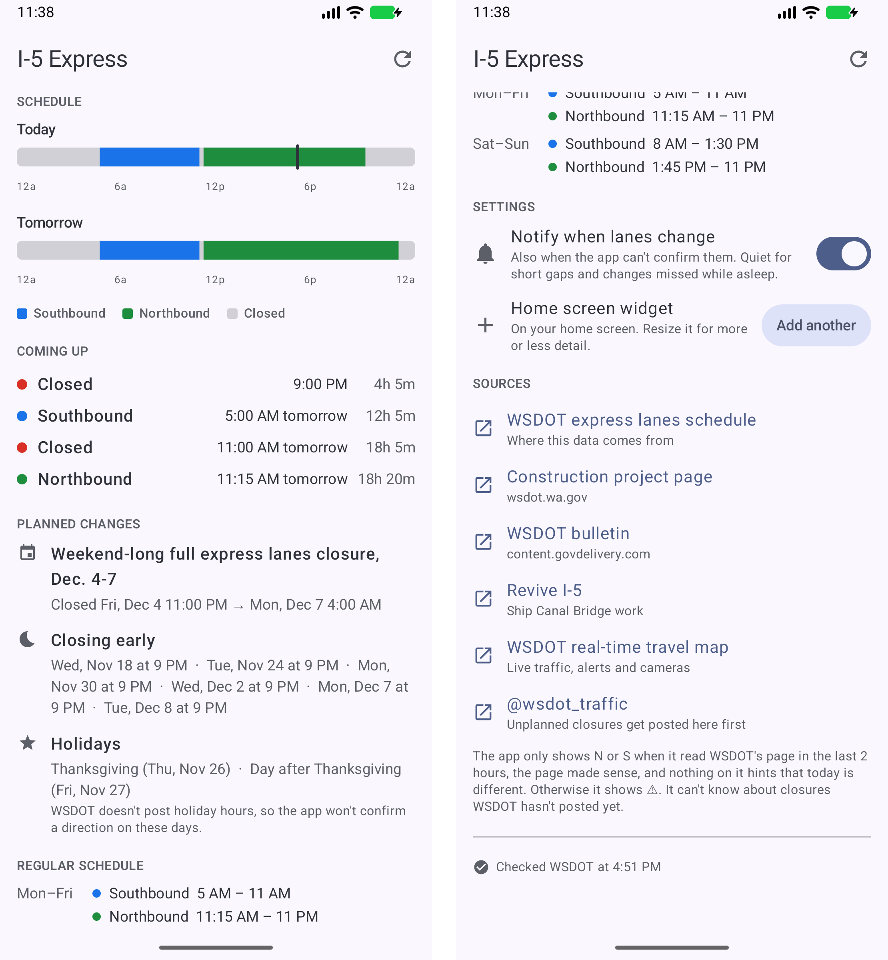 11:38
I-5 Express
SCHEDULE
Today
12a 6a 12p 6p 12a
Tomorrow
12a 6a 12p 6p 12a
Southbound Northbound Closed
COMING UP
Closed 9:00 PM 4h 5m
Southbound 5:00 AM tomorrow 12h 5m
Closed 11:00 AM tomorrow 18h 5m
Northbound 11:15 AM tomorrow 18h 20m
PLANNED CHANGES
Weekend-long full express lanes closure,
Dec. 4-7
Closed Fri, Dec 4 11:00 PM → Mon, Dec 7 4:00 AM
Closing early
Wed, Nov 18 at 9 PM · Tue, Nov 24 at 9 PM · Mon,
Nov 30 at 9 PM · Wed, Dec 2 at 9 PM · Mon, Dec 7 at
9 PM · Tue, Dec 8 at 9 PM
Holidays
Thanksgiving (Thu, Nov 26) · Day after Thanksgiving
(Fri, Nov 27)
WSDOT doesn't post holiday hours, so the app won't confirm
a direction on these days.
REGULAR SCHEDULE
Mon–Fri Southbound 5 AM – 11 AM
Northbound 11:15 AM – 11 PM
11:38
I-5 Express
Mon–Fri Southbound 5 AM – 11 AM
Northbound 11:15 AM – 11 PM
Sat–Sun Southbound 8 AM – 1:30 PM
Northbound 1:45 PM – 11 PM
SETTINGS
Notify when lanes change
Also when the app can't confirm them. Quiet for
short gaps and changes missed while asleep.
Home screen widget
On your home screen. Resize it for more
or less detail.
Add another
SOURCES
WSDOT express lanes schedule
Where this data comes from
Construction project page
wsdot.wa.gov
WSDOT bulletin
content.govdelivery.com
Revive I-5
Ship Canal Bridge work
WSDOT real-time travel map
Live traffic, alerts and cameras
@wsdot_traffic
Unplanned closures get posted here first
The app only shows N or S when it read WSDOT's page in the last 2
hours, the page made sense, and nothing on it hints that today is
different. Otherwise it shows ⚠. It can't know about closures
WSDOT hasn't posted yet.
Checked WSDOT at 4:51 PM